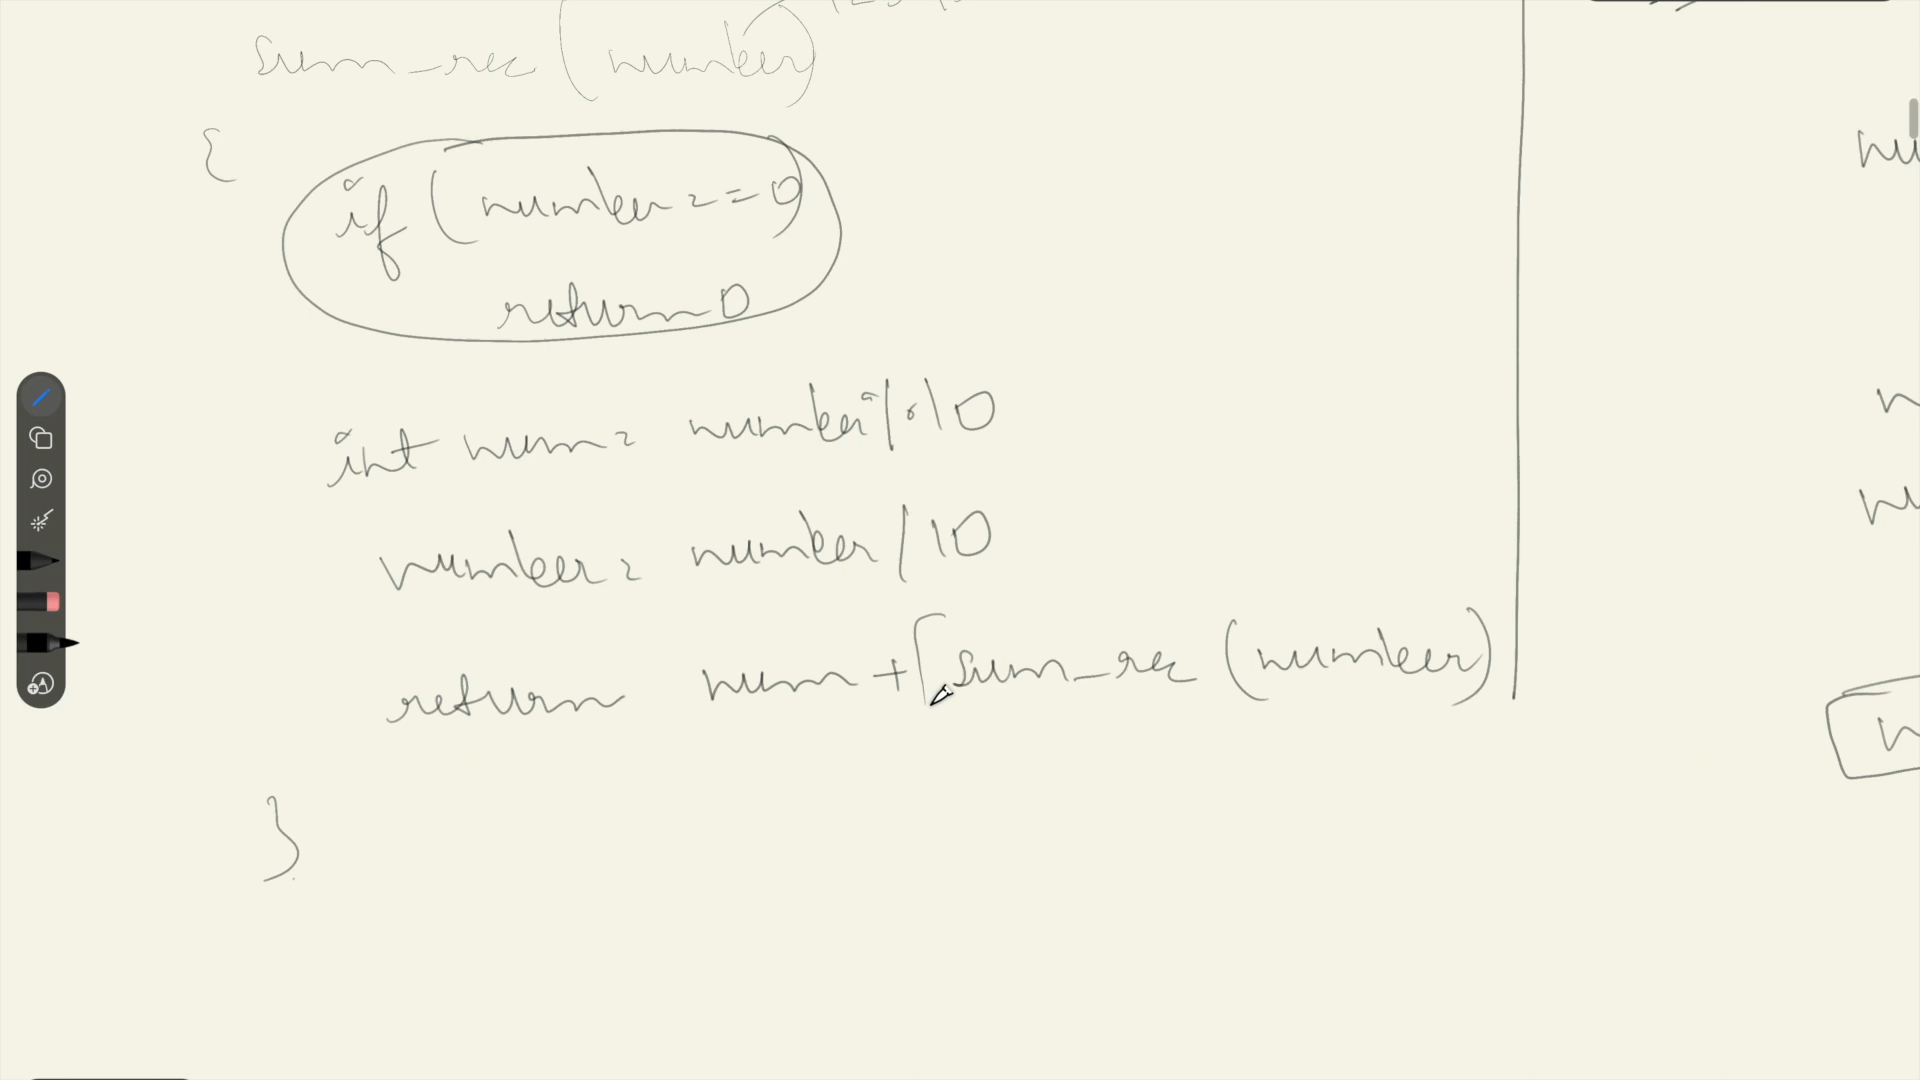 sum_rec (number)
{
if (number == 0)
return 0
int num = number % 10
number = number / 10
return num + [sum_rec (number)
}